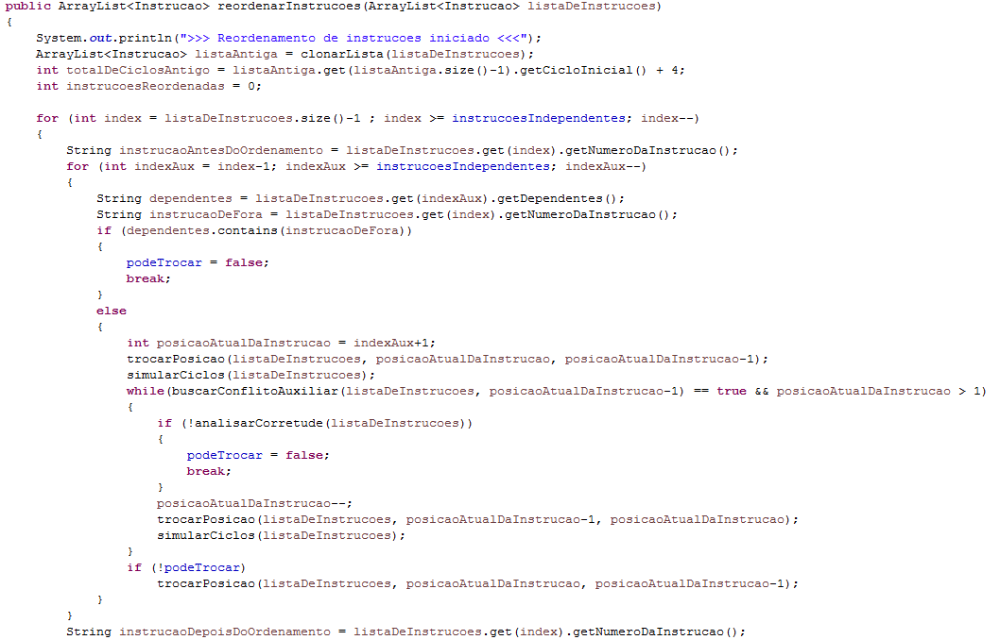 public ArrayList<Instrucao> reordenarInstrucoes(ArrayList<Instrucao> listaDeInstrucoes)
{
    System.out.println(">>> Reordenamento de instrucoes iniciado <<<");
    ArrayList<Instrucao> listaAntiga = clonarLista(listaDeInstrucoes);
    int totalDeCiclosAntigo = listaAntiga.get(listaAntiga.size()-1).getCicloInicial() + 4;
    int instrucoesReordenadas = 0;

    for (int index = listaDeInstrucoes.size()-1 ; index >= instrucoesIndependentes; index--)
    {
        String instrucaoAntesDoOrdenamento = listaDeInstrucoes.get(index).getNumeroDaInstrucao();
        for (int indexAux = index-1; indexAux >= instrucoesIndependentes; indexAux--)
        {
            String dependentes = listaDeInstrucoes.get(indexAux).getDependentes();
            String instrucaoDeFora = listaDeInstrucoes.get(index).getNumeroDaInstrucao();
            if (dependentes.contains(instrucaoDeFora))
            {
                podeTrocar = false;
                break;
            }
            else
            {
                int posicaoAtualDaInstrucao = indexAux+1;
                trocarPosicao(listaDeInstrucoes, posicaoAtualDaInstrucao, posicaoAtualDaInstrucao-1);
                simularCiclos(listaDeInstrucoes);
                while(buscarConflitoAuxiliar(listaDeInstrucoes, posicaoAtualDaInstrucao-1) == true && posicaoAtualDaInstrucao > 1)
                {
                    if (!analisarCorretude(listaDeInstrucoes))
                    {
                        podeTrocar = false;
                        break;
                    }
                    posicaoAtualDaInstrucao--;
                    trocarPosicao(listaDeInstrucoes, posicaoAtualDaInstrucao-1, posicaoAtualDaInstrucao);
                    simularCiclos(listaDeInstrucoes);
                }
                if (!podeTrocar)
                    trocarPosicao(listaDeInstrucoes, posicaoAtualDaInstrucao, posicaoAtualDaInstrucao-1);
            }
        }
        String instrucaoDepoisDoOrdenamento = listaDeInstrucoes.get(index).getNumeroDaInstrucao();